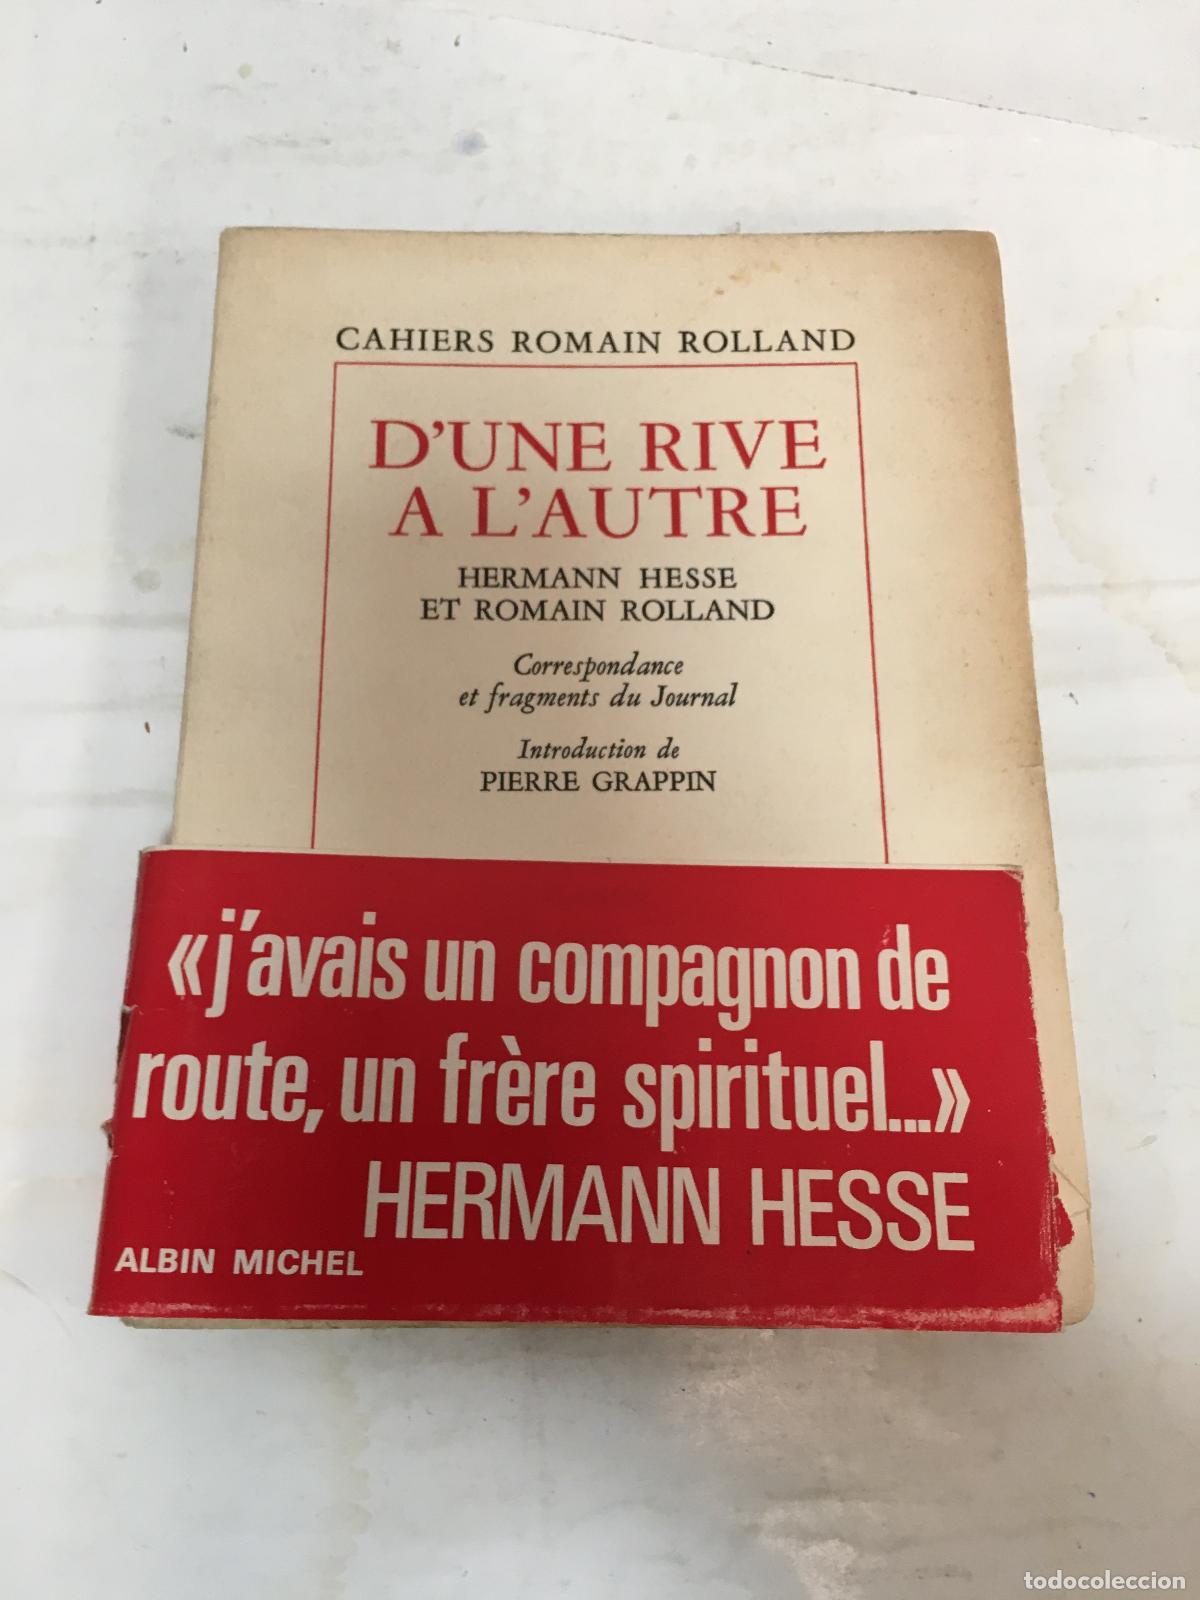 CAHIERS ROMAIN ROLLAND
D'UNE RIVE
A L'AUTRE
HERMANN HESSE
ET ROMAIN ROLLAND
Correspondance
et fragments du Journal
Introduction de
PIERRE GRAPPIN
«j'avais un compagnon de
route, un frère spirituel...»
HERMANN HESSE
ALBIN MICHEL
todocoleccion